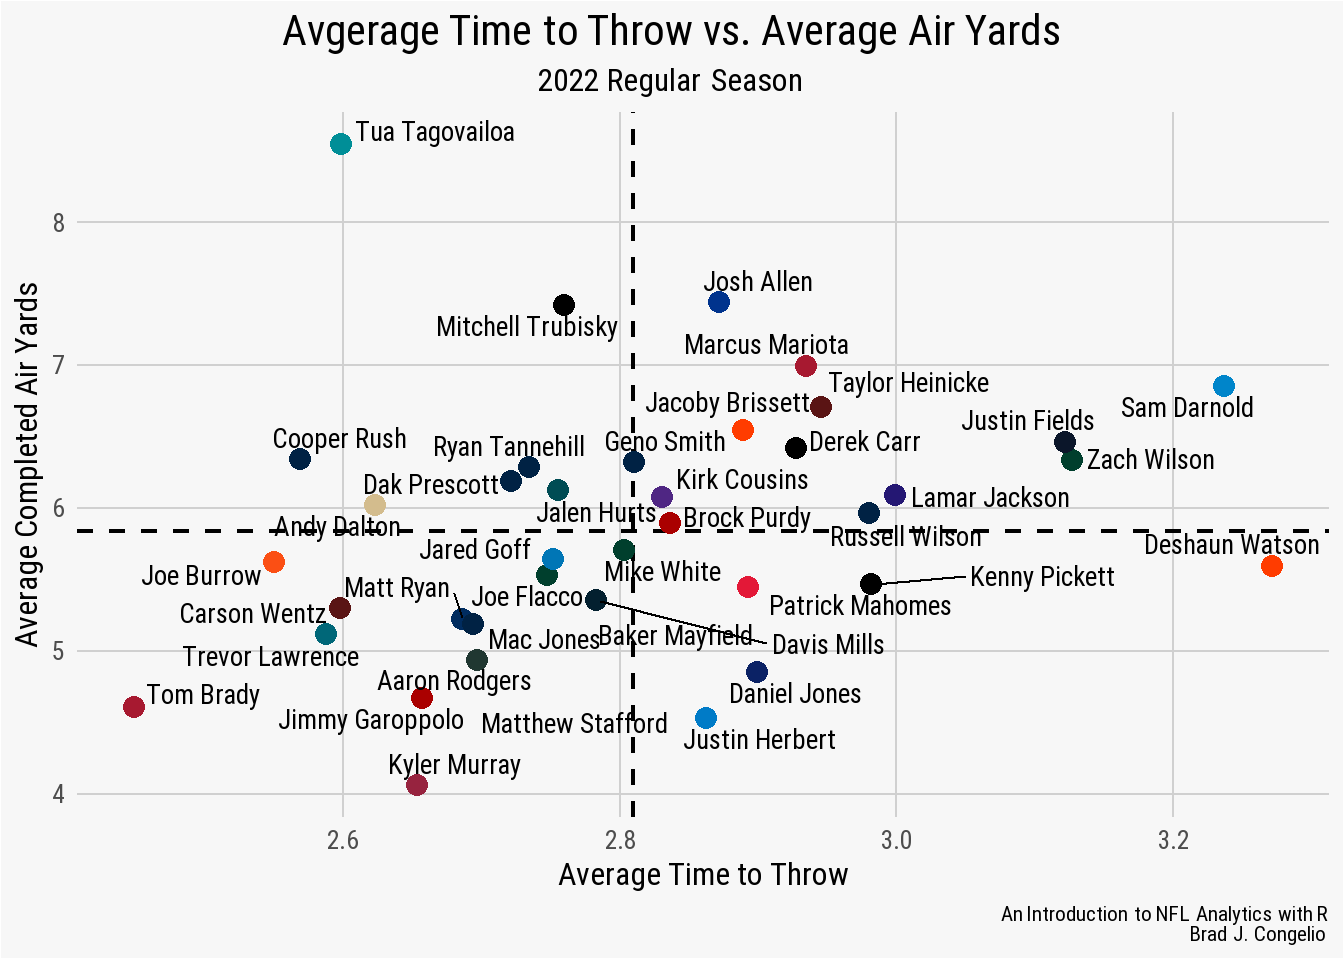 Avgerage Time to Throw vs. Average Air Yards
2022 Regular Season
Tua Tagovailoa
8
Josh Allen
Mitchell Trubisky
Marcus Mariota
7
Taylor Heinicke
Jacoby Brissett
Sam Darnold
Justin Fields
Cooper Rush
Ryan Tannehill
Geno Smith
Derek Carr
Zach Wilson
Dak Prescott
Kirk Cousins
Lamar Jackson
6
Jalen Hurts
Brock Purdy
Andy Dalton
Russell Wilson
Jared Goff
Deshaun Watson
Joe Burrow
Mike White
Kenny Pickett
Matt Ryan
Joe Flacco
Patrick Mahomes
Carson Wentz
Mac Jones
Baker Mayfield
Davis Mills
5
Trevor Lawrence
Aaron Rodgers
Tom Brady
Daniel Jones
Jimmy Garoppolo
Matthew Stafford
Justin Herbert
Kyler Murray
4
Average Completed Air Yards
2.6
2.8
3.0
3.2
Average Time to Throw
An Introduction to NFL Analytics with R
Brad J. Congelio